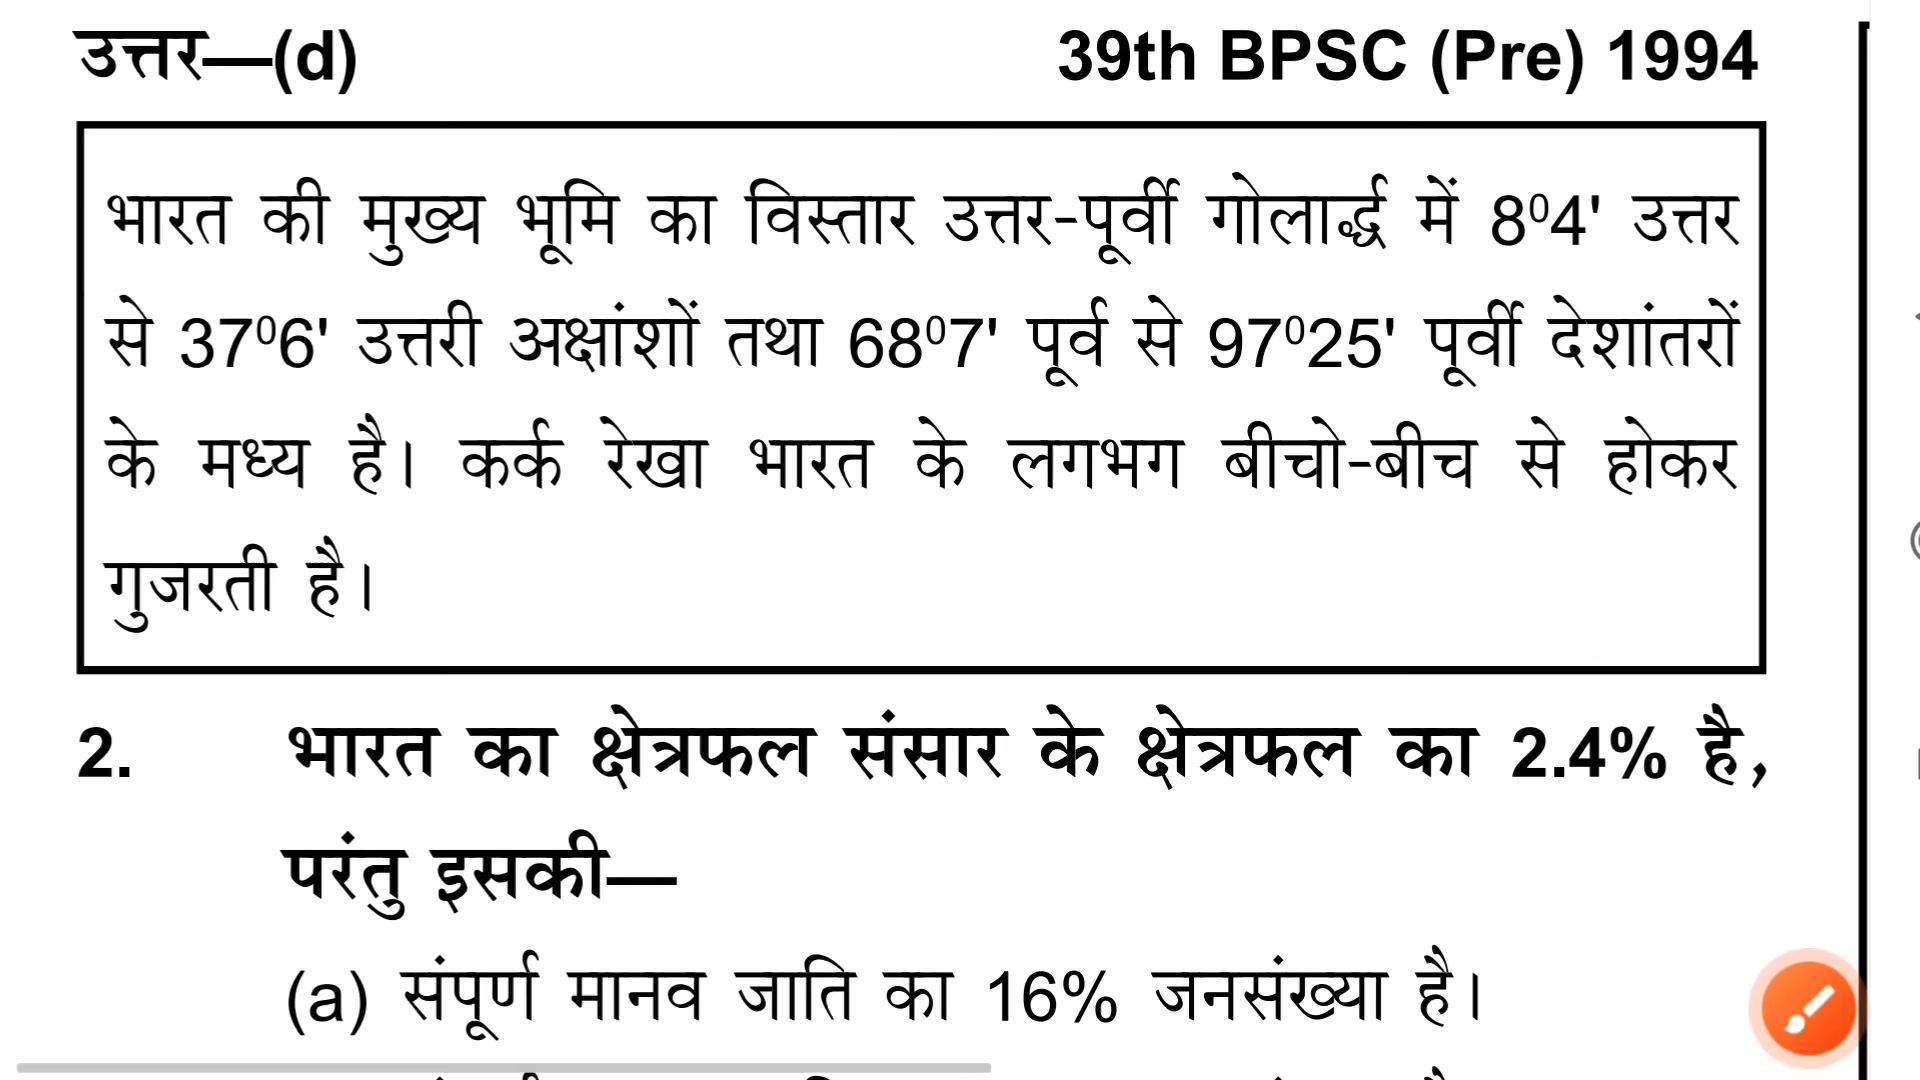 उत्तर—(d) 39th BPSC (Pre) 1994
भारत की मुख्य भूमि का विस्तार उत्तर-पूर्वी गोलार्द्ध में 8⁰4' उत्तर
से 37⁰6' उत्तरी अक्षांशों तथा 68⁰7' पूर्व से 97⁰25' पूर्वी देशांतरों
के मध्य है। कर्क रेखा भारत के लगभग बीचो-बीच से होकर
गुजरती है।
2. भारत का क्षेत्रफल संसार के क्षेत्रफल का 2.4% है,
परंतु इसकी—
(a) संपूर्ण मानव जाति का 16% जनसंख्या है।